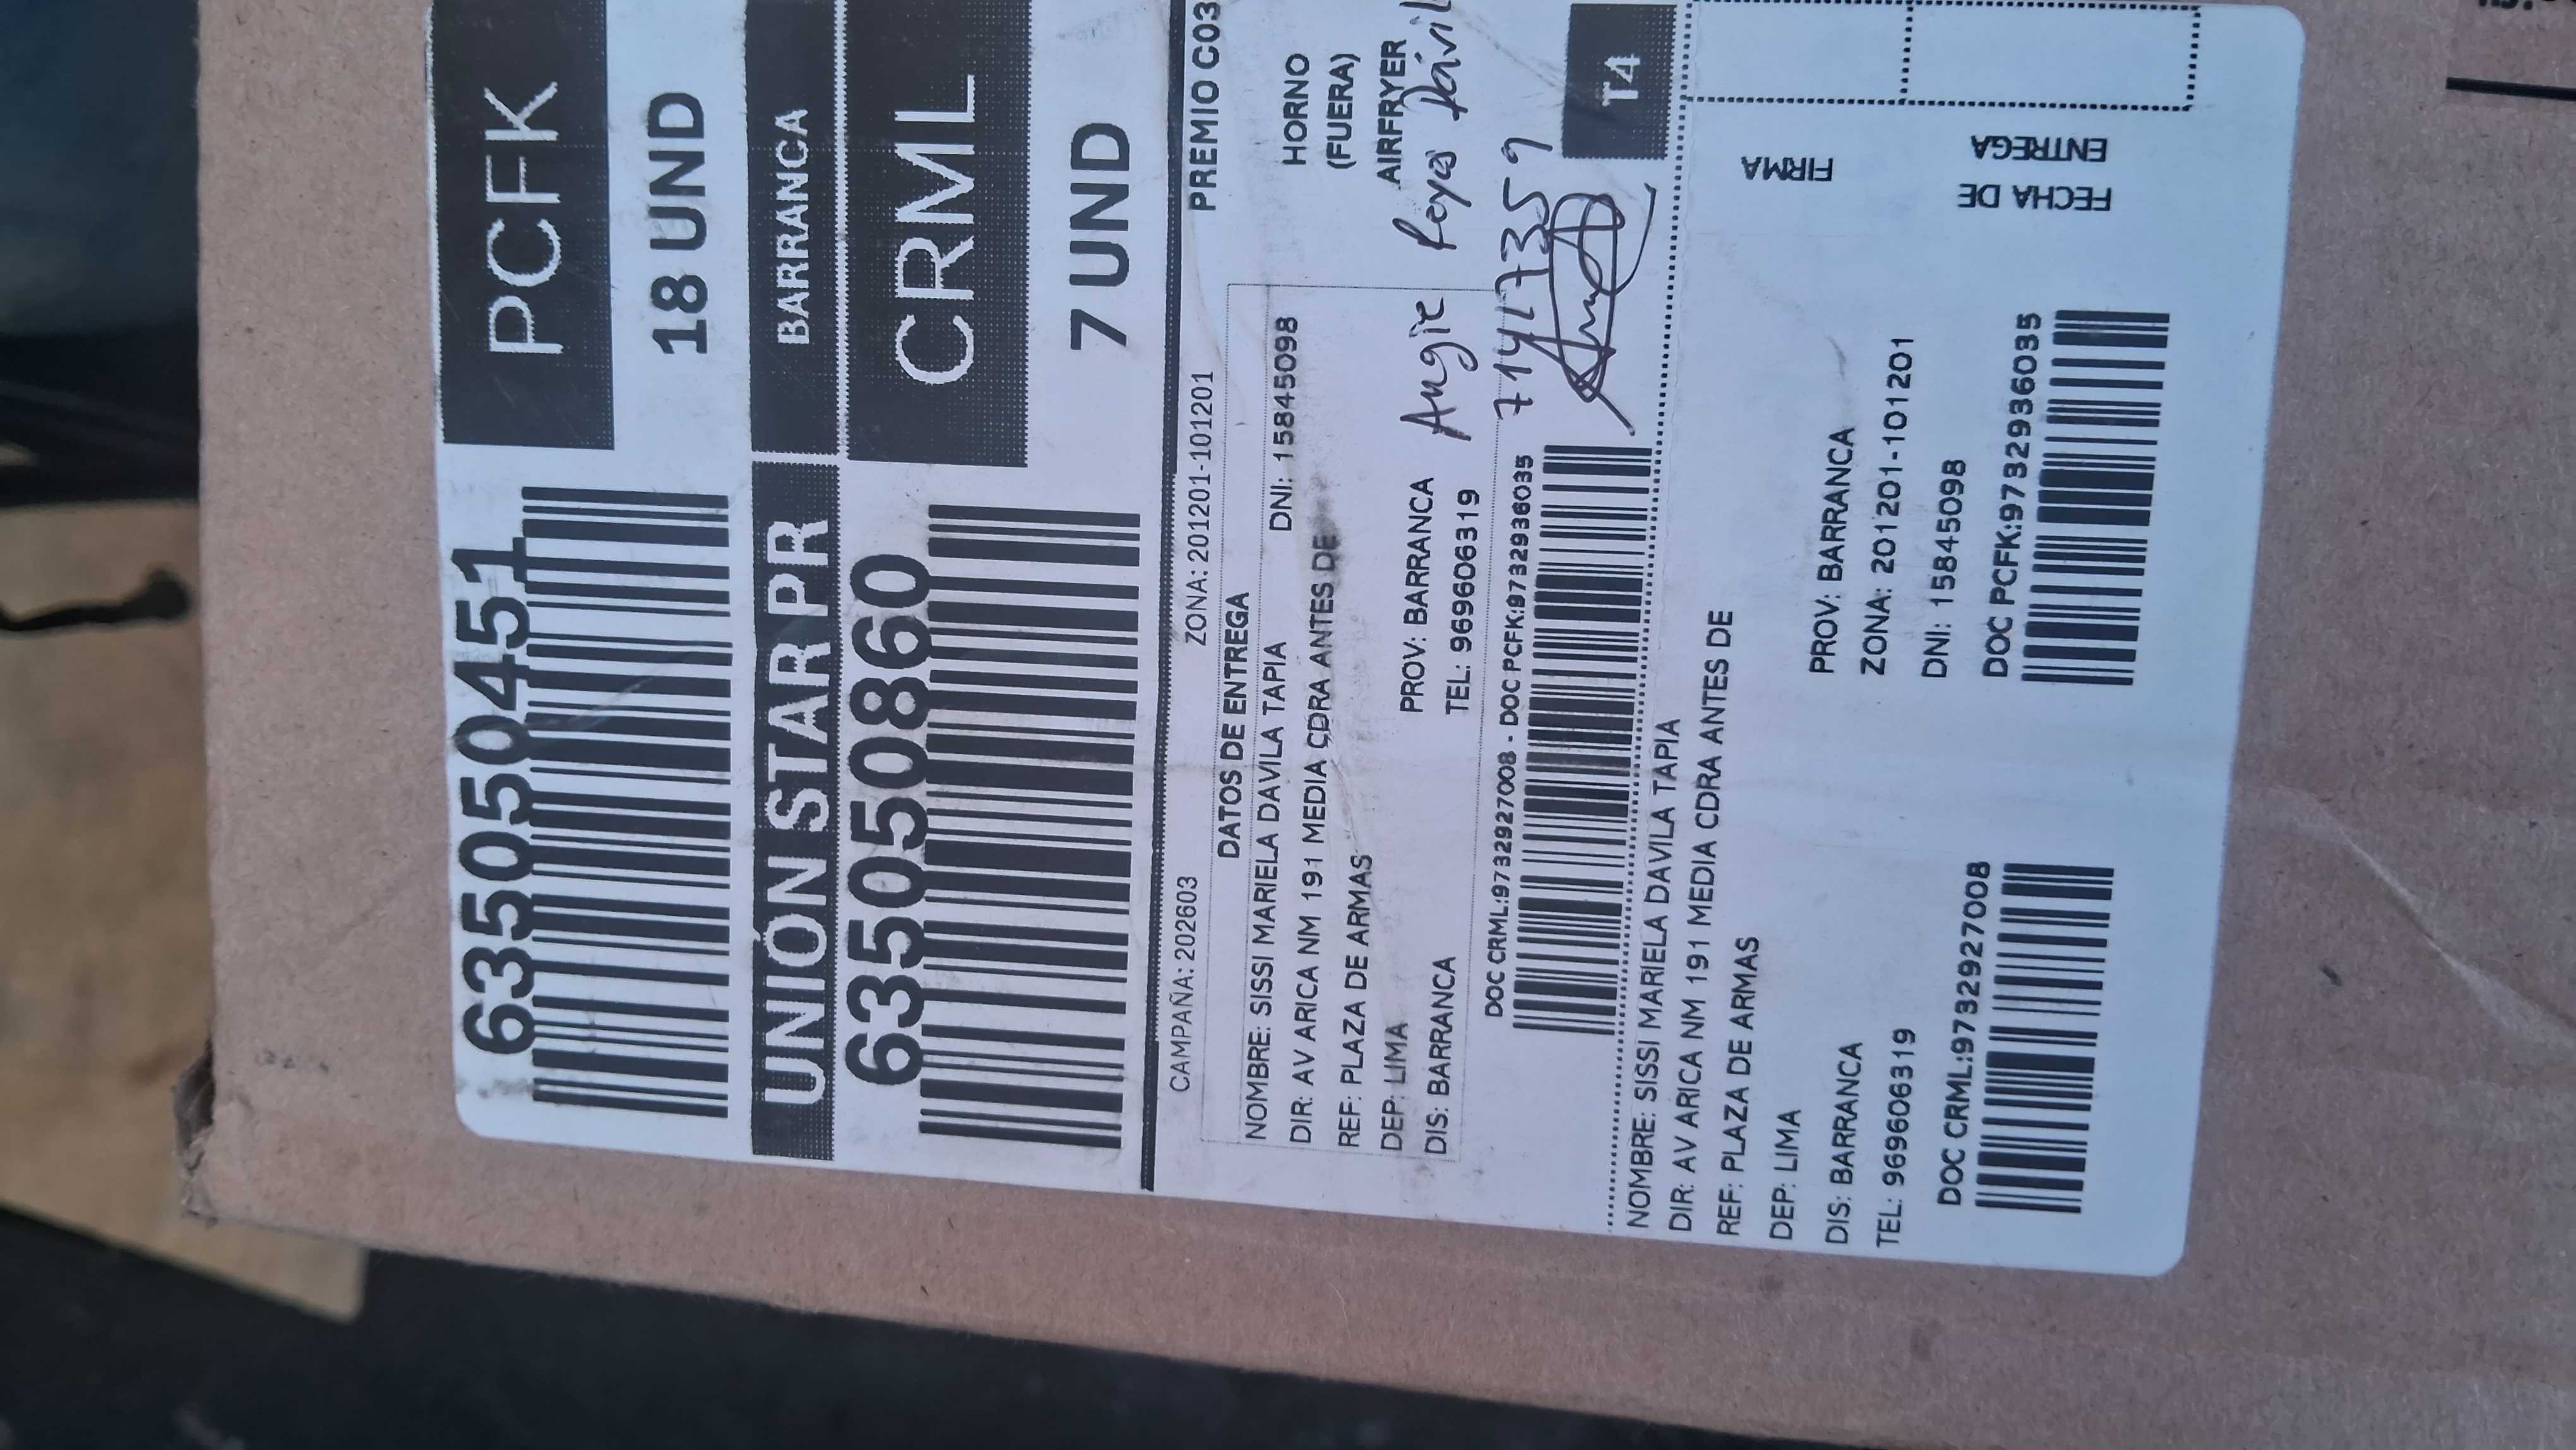 635050451
PCFK
18 UND
UNIÓN STAR PR
BARRANCA
635050860
CRML
7 UND
CAMPAÑA: 202603 ZONA: 201201-101201 PREMIO C03
DATOS DE ENTREGA
NOMBRE: SISSI MARIELA DAVILA TAPIA DNI: 15845098
DIR: AV ARICA NM 191 MEDIA CDRA ANTES DE
REF: PLAZA DE ARMAS
DEP: LIMA PROV: BARRANCA
DIS: BARRANCA TEL: 969606319
HORNO
(FUERA)
AIRFRYER
Angie
DOC CRML:9732927008 - DOC PCFK:9732936035
T4
NOMBRE: SISSI MARIELA DAVILA TAPIA
DIR: AV ARICA NM 191 MEDIA CDRA ANTES DE
REF: PLAZA DE ARMAS
DEP: LIMA PROV: BARRANCA
DIS: BARRANCA ZONA: 201201-101201
TEL: 969606319 DNI: 15845098
DOC CRML:9732927008 DOC PCFK:9732936035
FIRMA
FECHA DE
ENTREGA